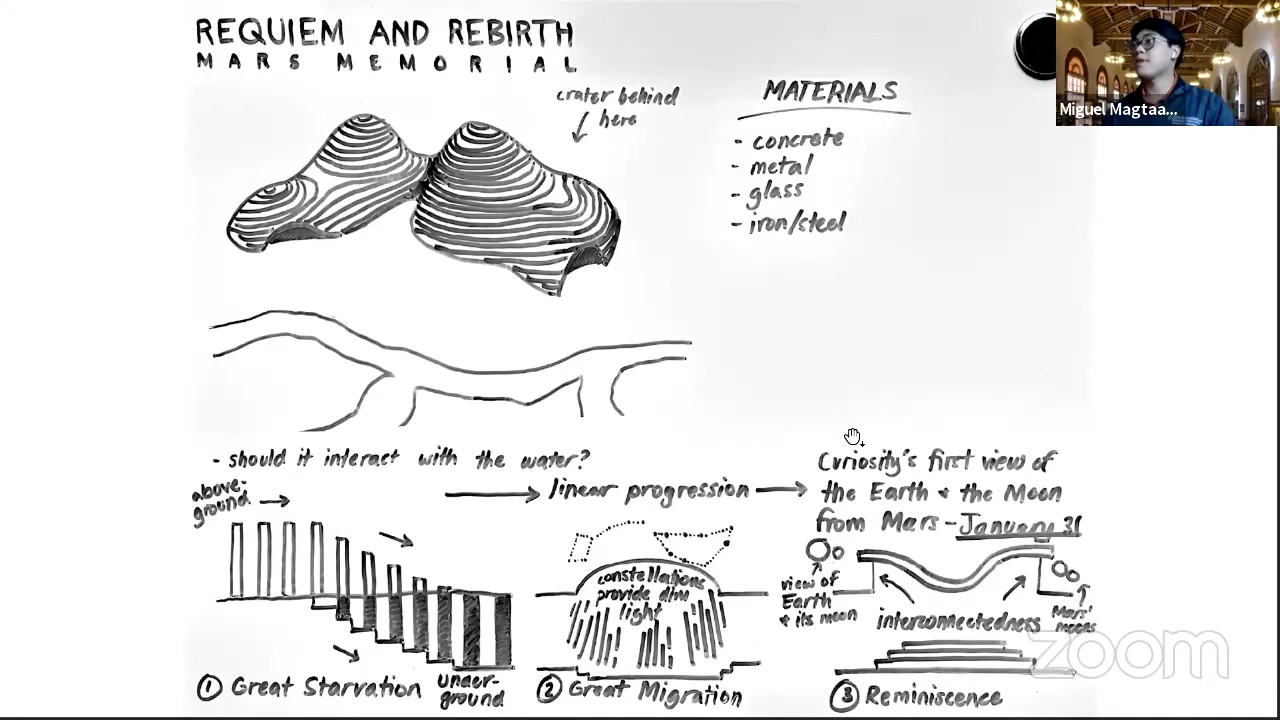 REQUIEM AND REBIRTH
MARS MEMORIAL
crater behind
here
MATERIALS
- concrete
- metal
- glass
- iron/steel
Miguel Magtaa...
- should it interact with the water?
above-
ground
linear progression
Curiosity's first view of
the Earth & the Moon
from Mars - January 31
constellations
provide dim
light
view of
Earth
& its moon
interconnectedness
Mars'
moons
zoom
1 Great Starvation
under-
ground
2 Great Migration
3 Reminiscence